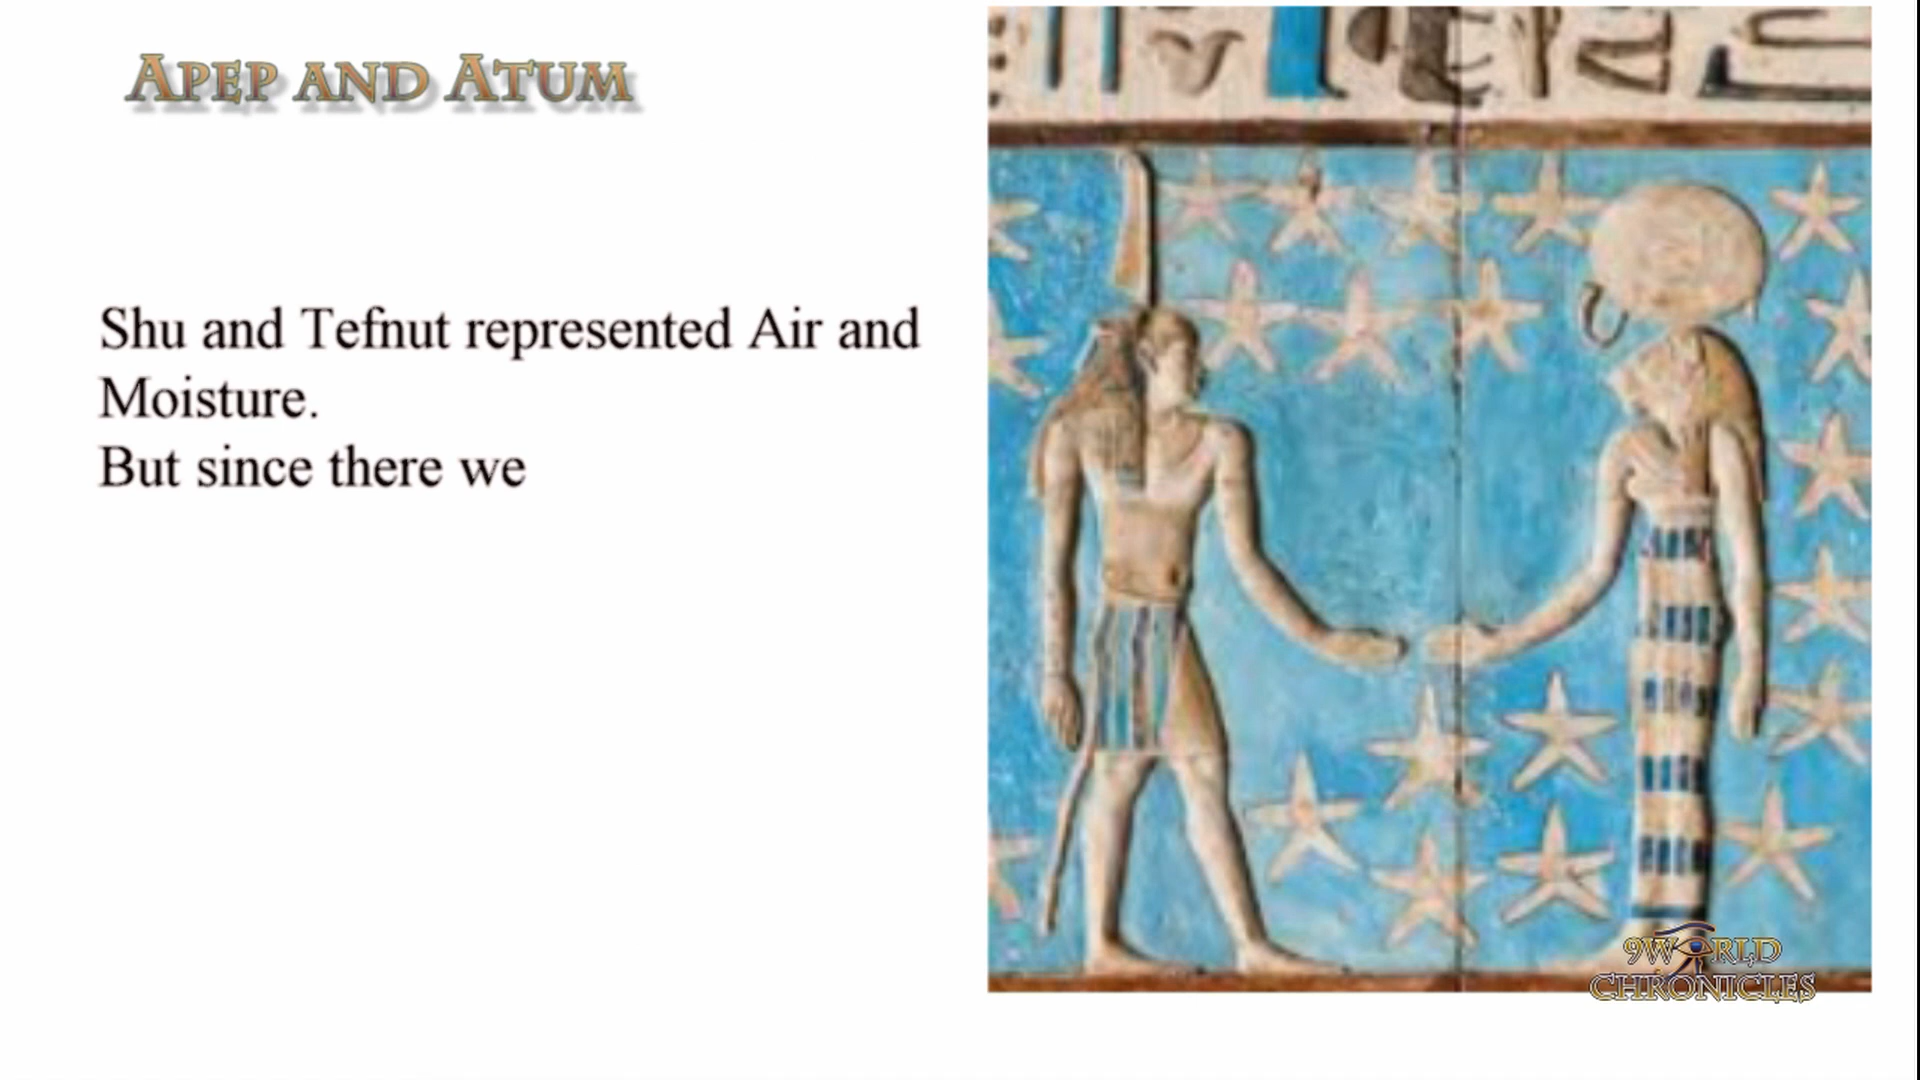 APEP AND ATUM
Shu and Tefnut represented Air and
Moisture.
But since there we
9WORLD
CHRONICLES